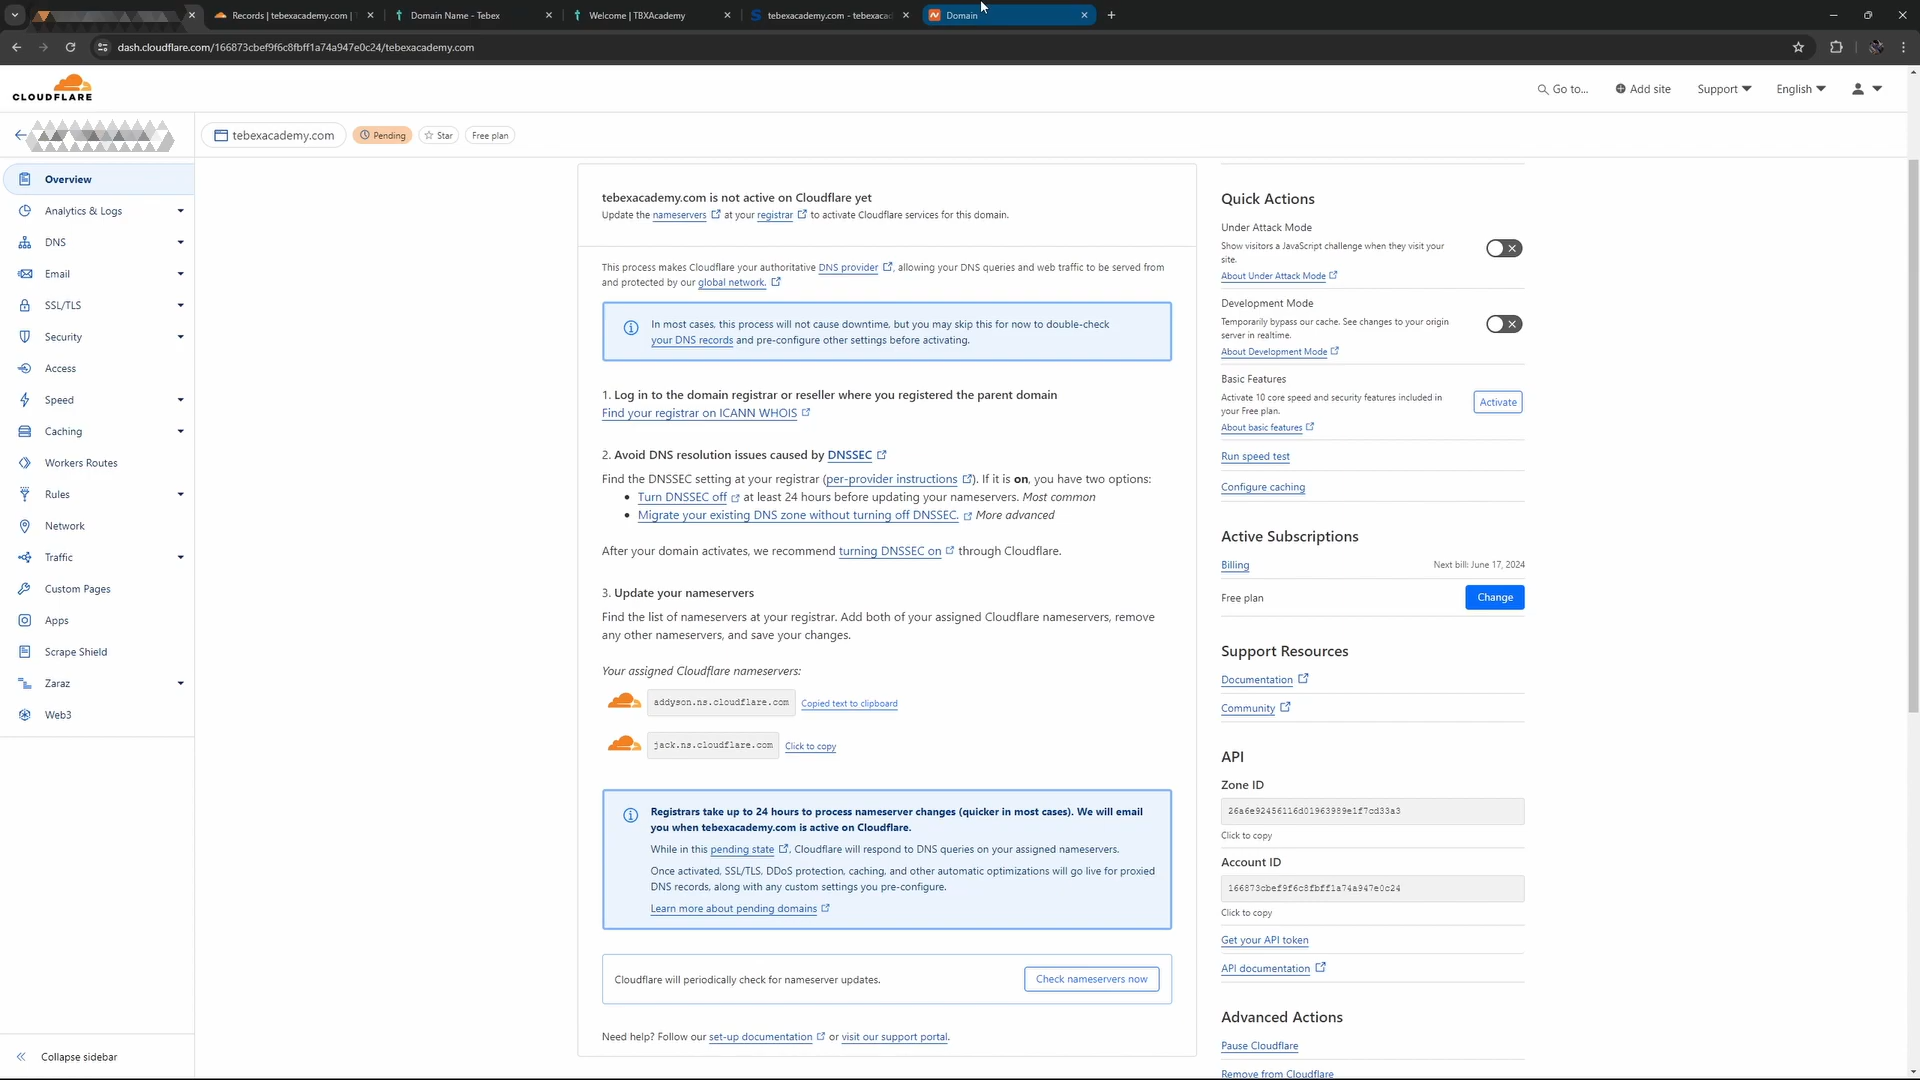 Records | tebexacademy.com |
Domain Name - Tebex
Welcome | TBXAcademy
tebexacademy.com - tebexacad
Domain
dash.cloudflare.com/166873cbef9f6c8fbff1a74a947e0c24/tebexacademy.com
CLOUDFLARE
Go to...
Add site
Support
English
tebexacademy.com
Pending
Star
Free plan
Overview
Analytics & Logs
DNS
Email
SSL/TLS
Security
Access
Speed
Caching
Workers Routes
Rules
Network
Traffic
Custom Pages
Apps
Scrape Shield
Zaraz
Web3
Collapse sidebar
tebexacademy.com is not active on Cloudflare yet
Update the nameservers at your registrar to activate Cloudflare services for this domain.
This process makes Cloudflare your authoritative DNS provider, allowing your DNS queries and web traffic to be served from
and protected by our global network.
In most cases, this process will not cause downtime, but you may skip this for now to double-check
your DNS records and pre-configure other settings before activating.
1. Log in to the domain registrar or reseller where you registered the parent domain
Find your registrar on ICANN WHOIS
2. Avoid DNS resolution issues caused by DNSSEC
Find the DNSSEC setting at your registrar (per-provider instructions). If it is on, you have two options:
• Turn DNSSEC off at least 24 hours before updating your nameservers. Most common
• Migrate your existing DNS zone without turning off DNSSEC. More advanced
After your domain activates, we recommend turning DNSSEC on through Cloudflare.
3. Update your nameservers
Find the list of nameservers at your registrar. Add both of your assigned Cloudflare nameservers, remove
any other nameservers, and save your changes.
Your assigned Cloudflare nameservers:
addyson.ns.cloudflare.com Copied text to clipboard
jack.ns.cloudflare.com Click to copy
Registrars take up to 24 hours to process nameserver changes (quicker in most cases). We will email
you when tebexacademy.com is active on Cloudflare.
While in this pending state, Cloudflare will respond to DNS queries on your assigned nameservers.
Once activated, SSL/TLS, DDoS protection, caching, and other automatic optimizations will go live for proxied
DNS records, along with any custom settings you pre-configure.
Learn more about pending domains
Cloudflare will periodically check for nameserver updates.
Check nameservers now
Need help? Follow our set-up documentation or visit our support portal.
Quick Actions
Under Attack Mode
Show visitors a JavaScript challenge when they visit your
site.
About Under Attack Mode
Development Mode
Temporarily bypass our cache. See changes to your origin
server in realtime.
About Development Mode
Basic Features
Activate 10 core speed and security features included in
your Free plan.
Activate
About basic features
Run speed test
Configure caching
Active Subscriptions
Billing
Next bill: June 17, 2024
Free plan
Change
Support Resources
Documentation
Community
API
Zone ID
26a6e92456116d01963989e1f7cd33a3
Click to copy
Account ID
166873cbef9f6c8fbff1a74a947e0c24
Click to copy
Get your API token
API documentation
Advanced Actions
Pause Cloudflare
Remove from Cloudflare